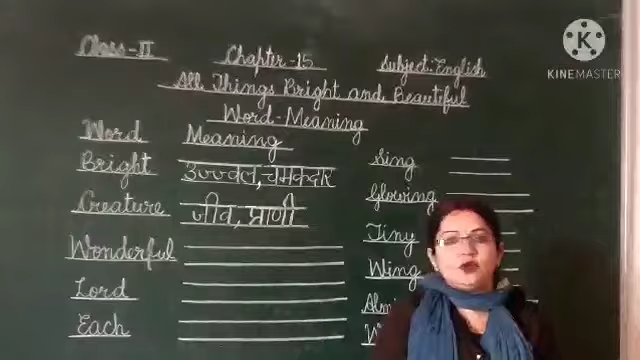 Class-II Chapter-15 Subject:English
All Things Bright and Beautiful
Word-Meaning
Word Meaning
Bright उज्ज्वल, चमकदार
Creature जीव, प्राणी
Wonderful
Lord
Each
Sing
Glowing
Tiny
Wing
KINEMASTER